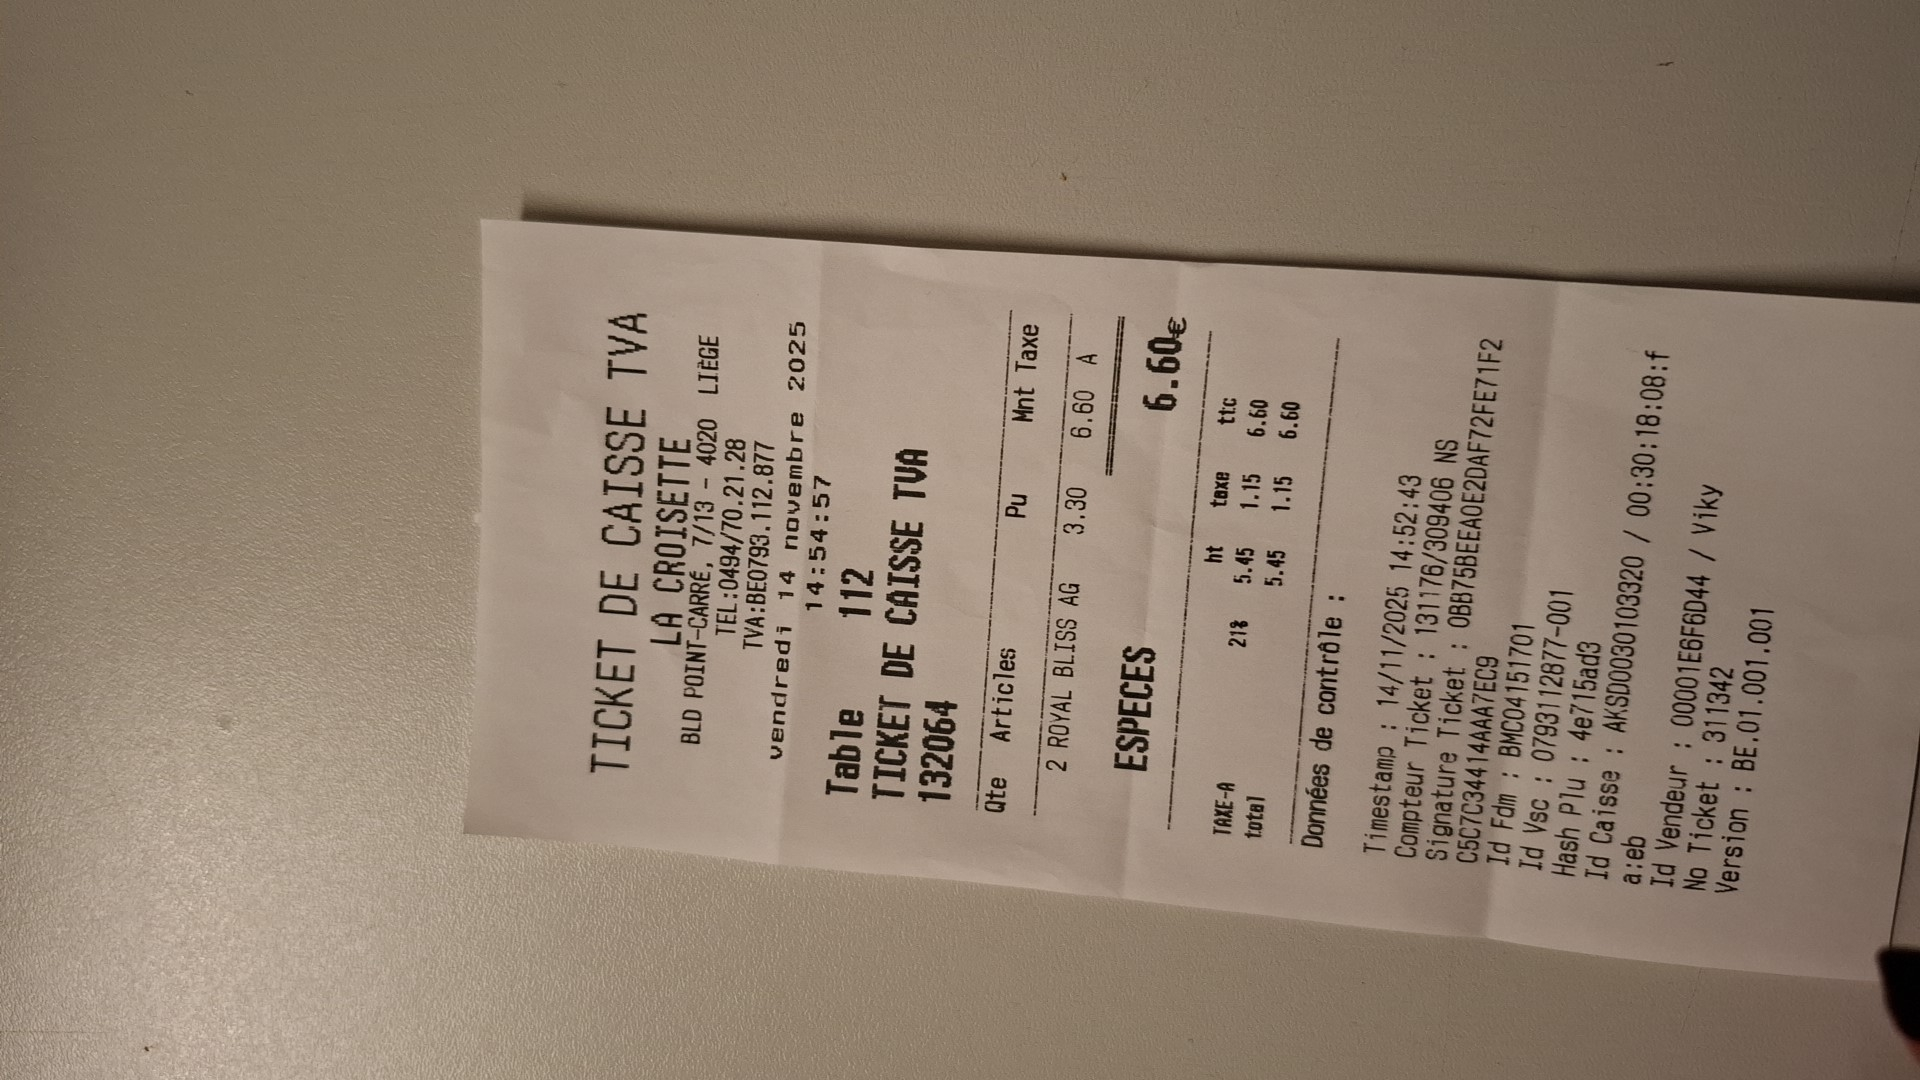 TICKET DE CAISSE TVA
LA CROISETTE
BLD POINT-CARRÉ, 7/13 - 4020 LIÈGE
TEL:0494/70.21.28
TVA:BE0793.112.877
vendredi 14 novembre 2025
14:54:57
Table 112
TICKET DE CAISSE TVA
132064
Qte Articles Pu Mnt Taxe
2 ROYAL BLISS AG 3.30 6.60 A
ESPECES 6.60€
ht taxe ttc
TAXE-A 21% 5.45 1.15 6.60
total 5.45 1.15 6.60
Données de contrôle :
Timestamp : 14/11/2025 14:52:43
Compteur Ticket : 131176/309406 NS
Signature Ticket : 0BB75BEEA0E2DAF72FE71F2
C5C7C34414AAA7EC9
Id Fdm : BMC04151701
Id Vsc : 0793112877-001
Hash Plu : 4e715ad3
Id Caisse : AKSD0030103320 / 00:30:18:08:f
a:eb
Id Vendeur : 00001E6F6D44 / Viky
No Ticket : 311342
Version : BE.01.001.001